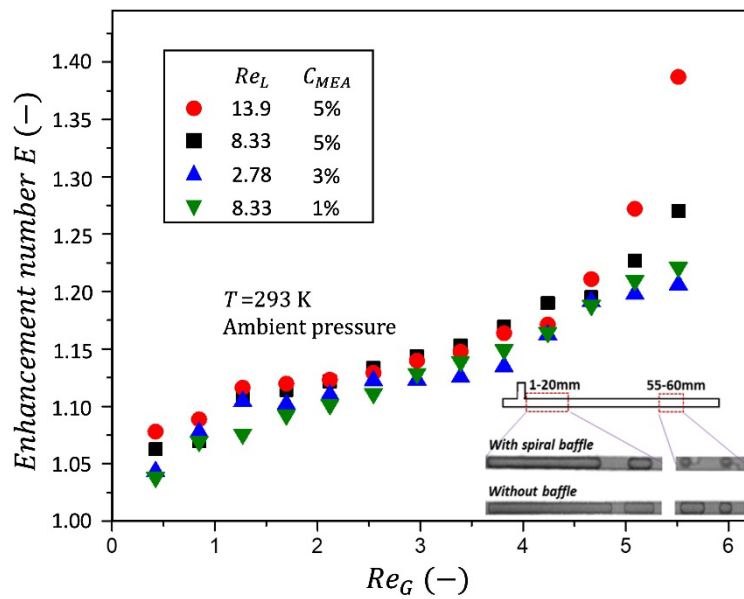 Enhancement number E (−)
1.40
1.35
1.30
1.25
1.20
1.15
1.10
1.05
1.00
Re_L C_MEA
13.9 5%
8.33 5%
2.78 3%
8.33 1%
T=293 K
Ambient pressure
1-20mm 55-60mm
With spiral baffle
Without baffle
0 1 2 3 4 5 6
Re_G (−)